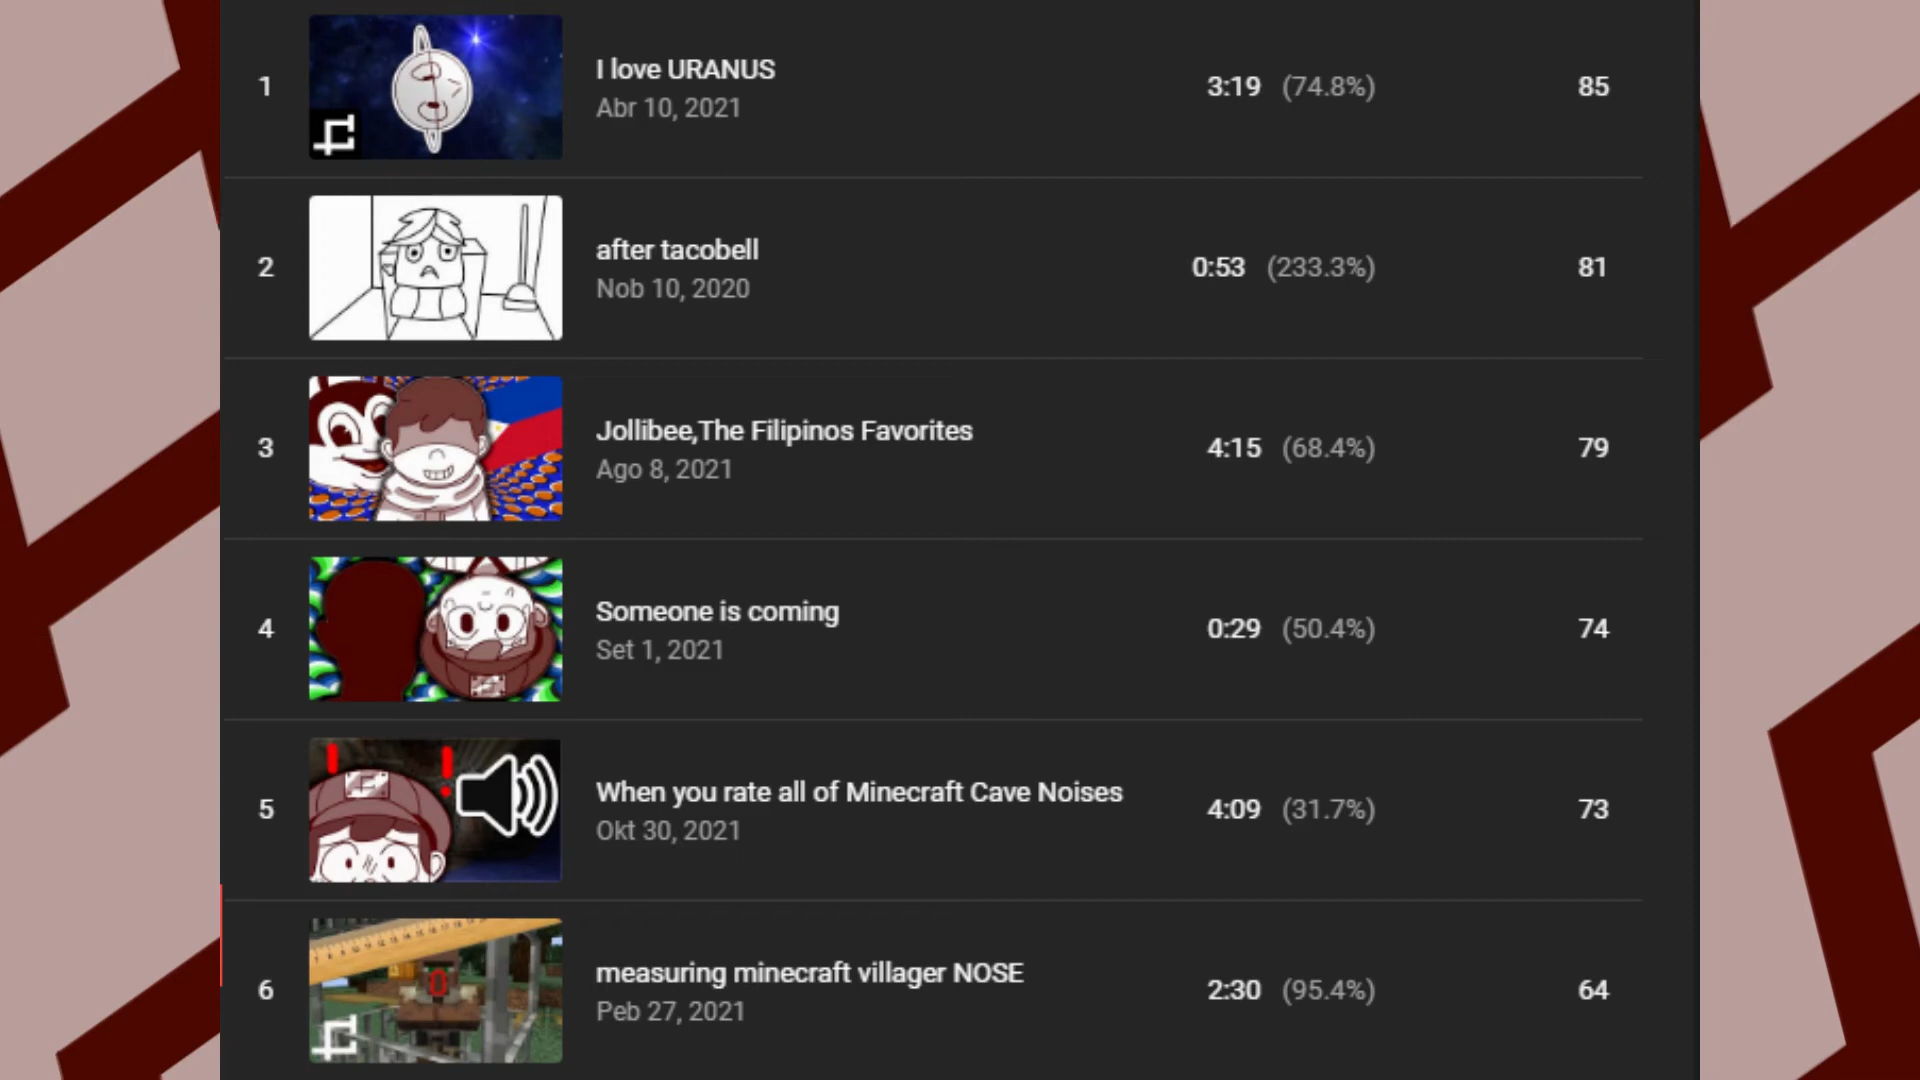 1
I love URANUS
Abr 10, 2021
3:19 (74.8%)
85
2
after tacobell
Nob 10, 2020
0:53 (233.3%)
81
3
Jollibee,The Filipinos Favorites
Ago 8, 2021
4:15 (68.4%)
79
4
Someone is coming
Set 1, 2021
0:29 (50.4%)
74
5
When you rate all of Minecraft Cave Noises
Okt 30, 2021
4:09 (31.7%)
73
6
measuring minecraft villager NOSE
Peb 27, 2021
2:30 (95.4%)
64